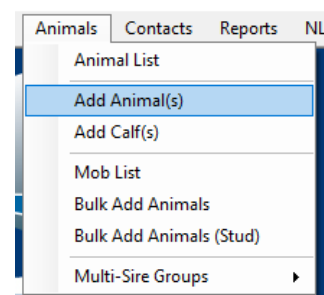 Animals Contacts Reports NL
Animal List
Add Animal(s)
Add Calf(s)
Mob List
Bulk Add Animals
Bulk Add Animals (Stud)
Multi-Sire Groups